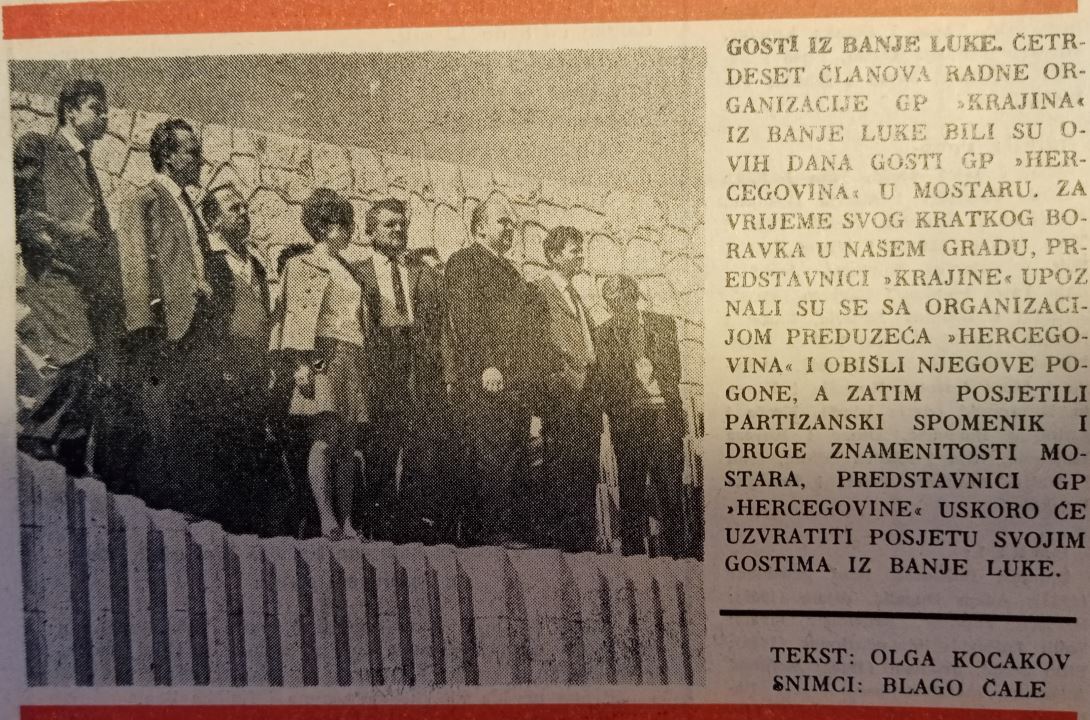 GOSTI IZ BANJE LUKE. ČETR-
DESET ČLANOVA RADNE OR-
GANIZACIJE GP »KRAJINA«
IZ BANJE LUKE BILI SU O-
VIH DANA GOSTI GP »HER-
CEGOVINA« U MOSTARU. ZA
VRIJEME SVOG KRATKOG BO-
RAVKA U NAŠEM GRADU, PR-
EDSTAVNICI »KRAJINE« UPOZ
NALI SU SE SA ORGANIZACI-
JOM PREDUZEĆA »HERCEGO-
VINA« I OBIŠLI NJEGOVE PO-
GONE, A ZATIM POSJETILI
PARTIZANSKI SPOMENIK I
DRUGE ZNAMENITOSTI MO-
STARA, PREDSTAVNICI GP
»HERCEGOVINE« USKORO ĆE
UZVRATITI POSJETU SVOJIM
GOSTIMA IZ BANJE LUKE.
TEKST: OLGA KOCAKOV
SNIMCI: BLAGO ČALE